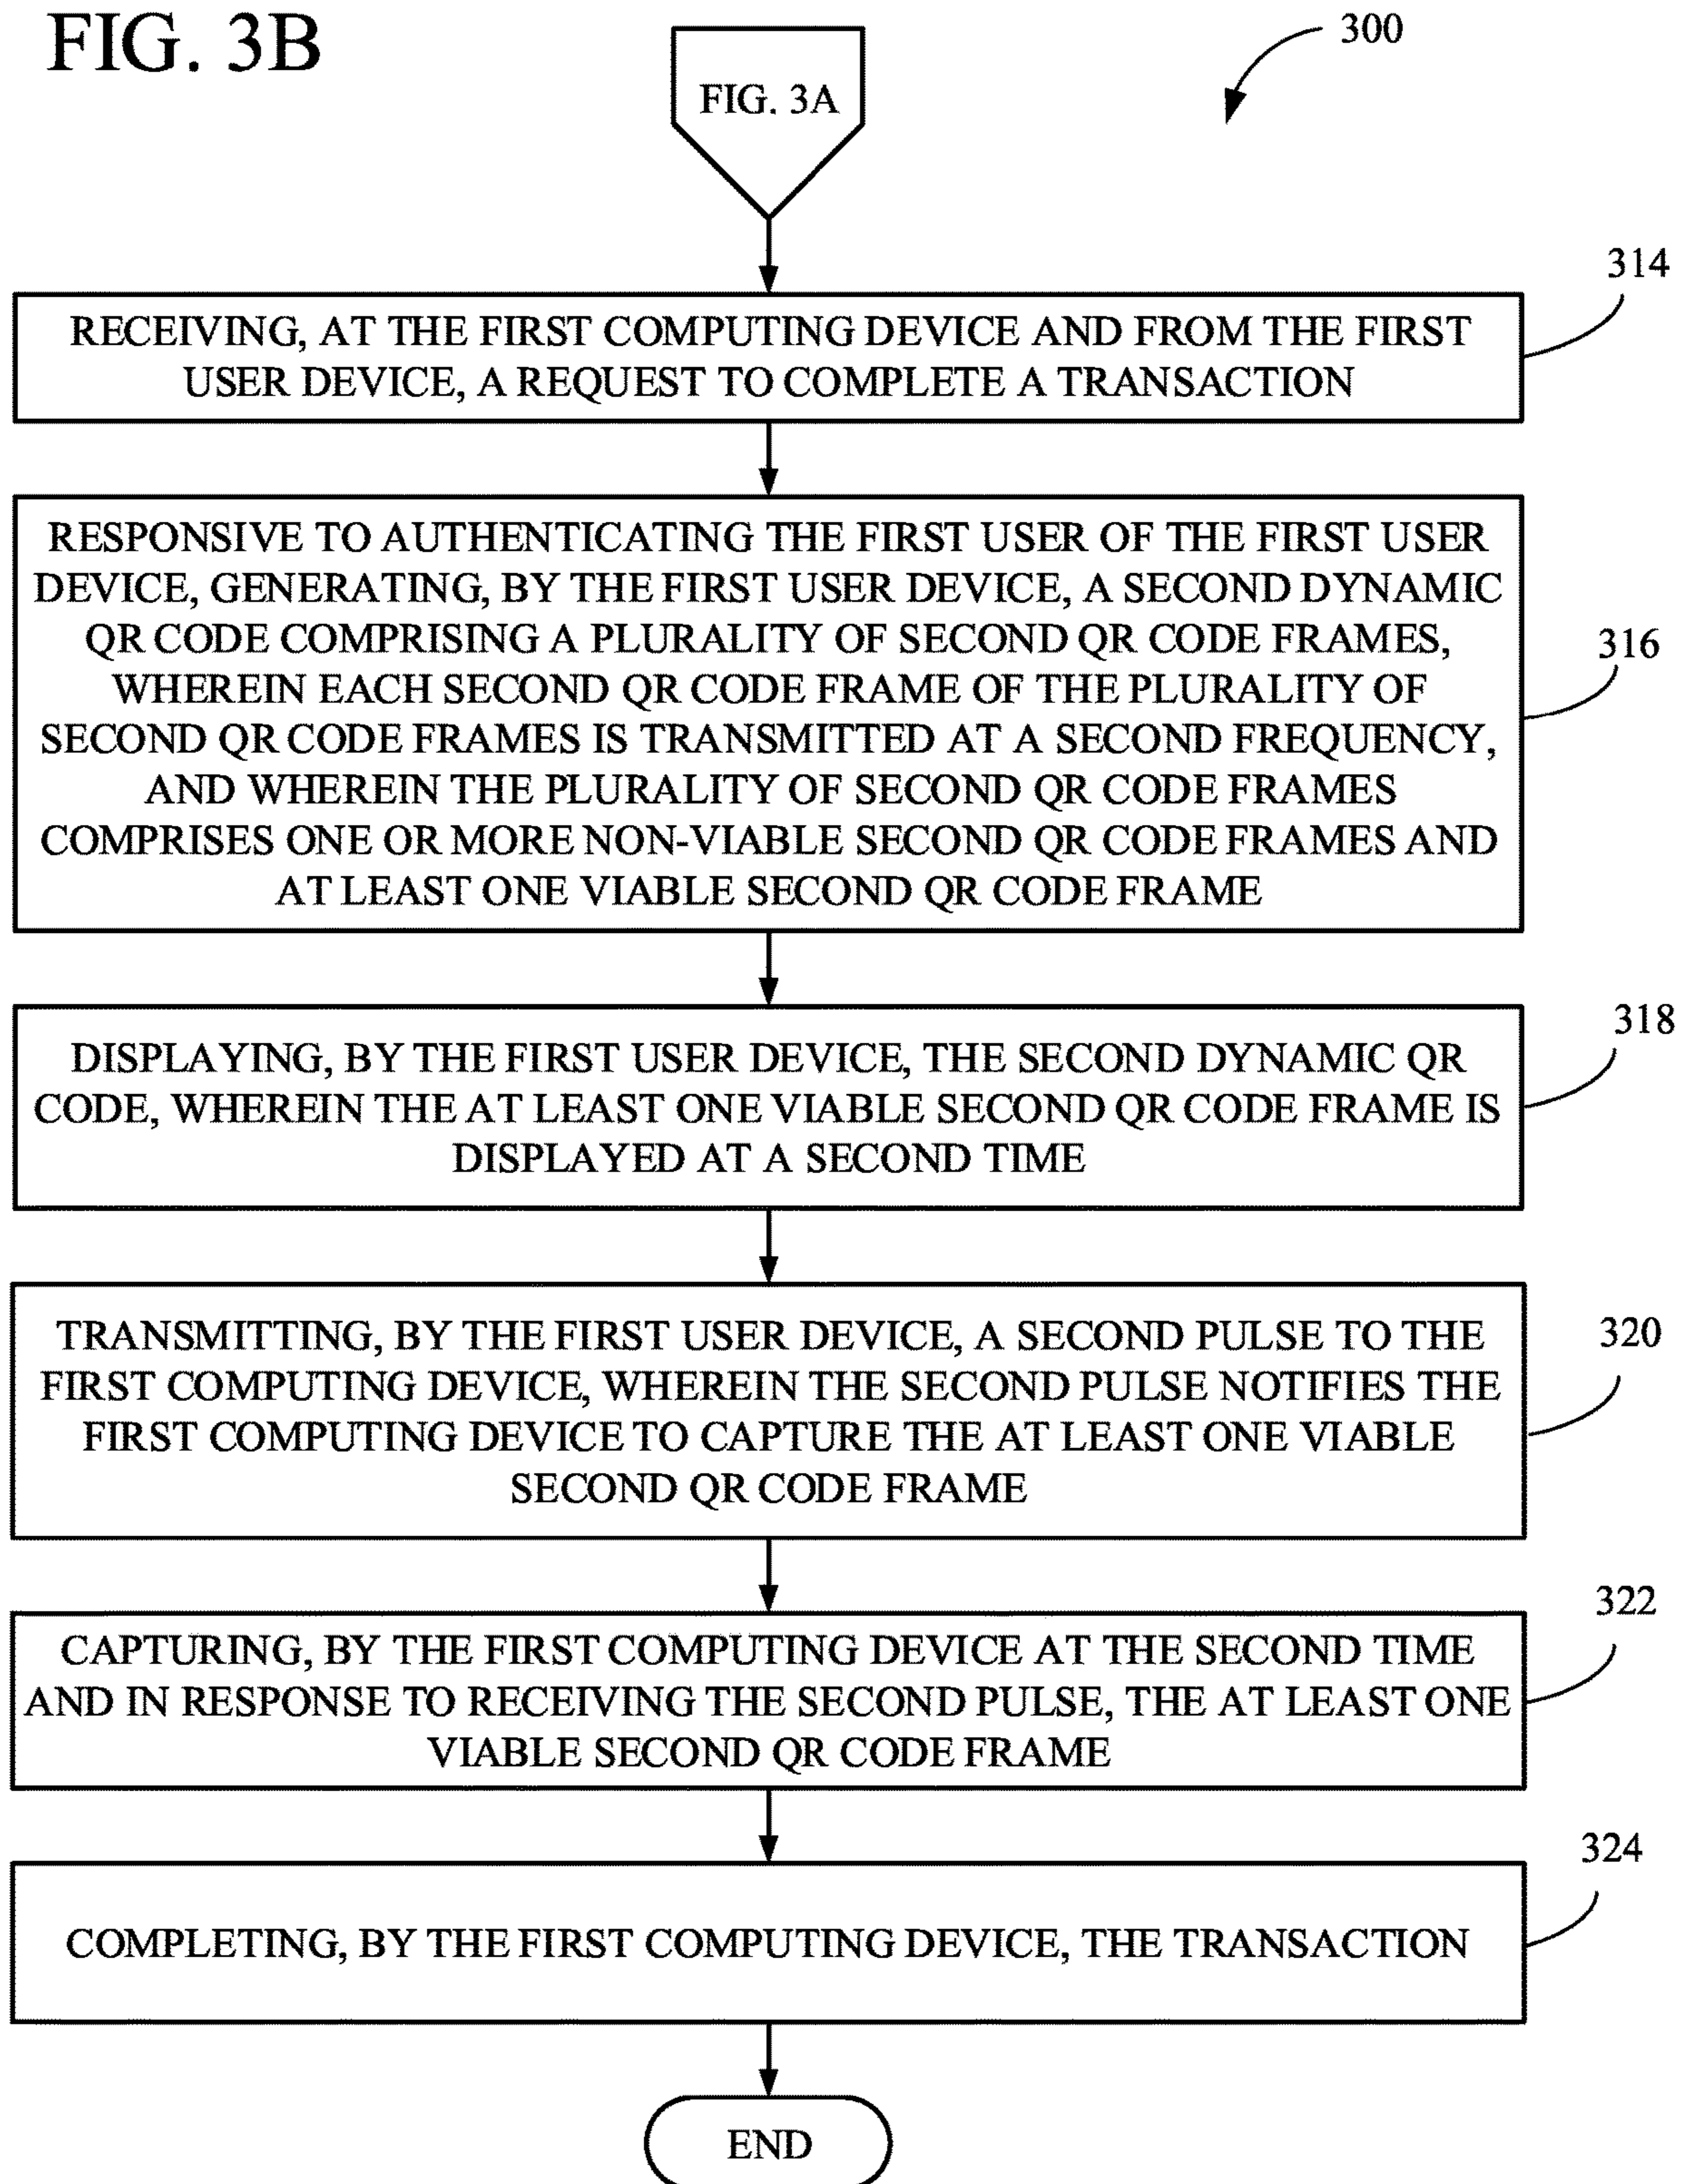 FIG. 3B
300
FIG. 3A
314
RECEIVING, AT THE FIRST COMPUTING DEVICE AND FROM THE FIRST
USER DEVICE, A REQUEST TO COMPLETE A TRANSACTION
316
RESPONSIVE TO AUTHENTICATING THE FIRST USER OF THE FIRST USER
DEVICE, GENERATING, BY THE FIRST USER DEVICE, A SECOND DYNAMIC
QR CODE COMPRISING A PLURALITY OF SECOND QR CODE FRAMES,
WHEREIN EACH SECOND QR CODE FRAME OF THE PLURALITY OF
SECOND QR CODE FRAMES IS TRANSMITTED AT A SECOND FREQUENCY,
AND WHEREIN THE PLURALITY OF SECOND QR CODE FRAMES
COMPRISES ONE OR MORE NON-VIABLE SECOND QR CODE FRAMES AND
AT LEAST ONE VIABLE SECOND QR CODE FRAME
318
DISPLAYING, BY THE FIRST USER DEVICE, THE SECOND DYNAMIC QR
CODE, WHEREIN THE AT LEAST ONE VIABLE SECOND QR CODE FRAME IS
DISPLAYED AT A SECOND TIME
320
TRANSMITTING, BY THE FIRST USER DEVICE, A SECOND PULSE TO THE
FIRST COMPUTING DEVICE, WHEREIN THE SECOND PULSE NOTIFIES THE
FIRST COMPUTING DEVICE TO CAPTURE THE AT LEAST ONE VIABLE
SECOND QR CODE FRAME
322
CAPTURING, BY THE FIRST COMPUTING DEVICE AT THE SECOND TIME
AND IN RESPONSE TO RECEIVING THE SECOND PULSE, THE AT LEAST ONE
VIABLE SECOND QR CODE FRAME
324
COMPLETING, BY THE FIRST COMPUTING DEVICE, THE TRANSACTION
END